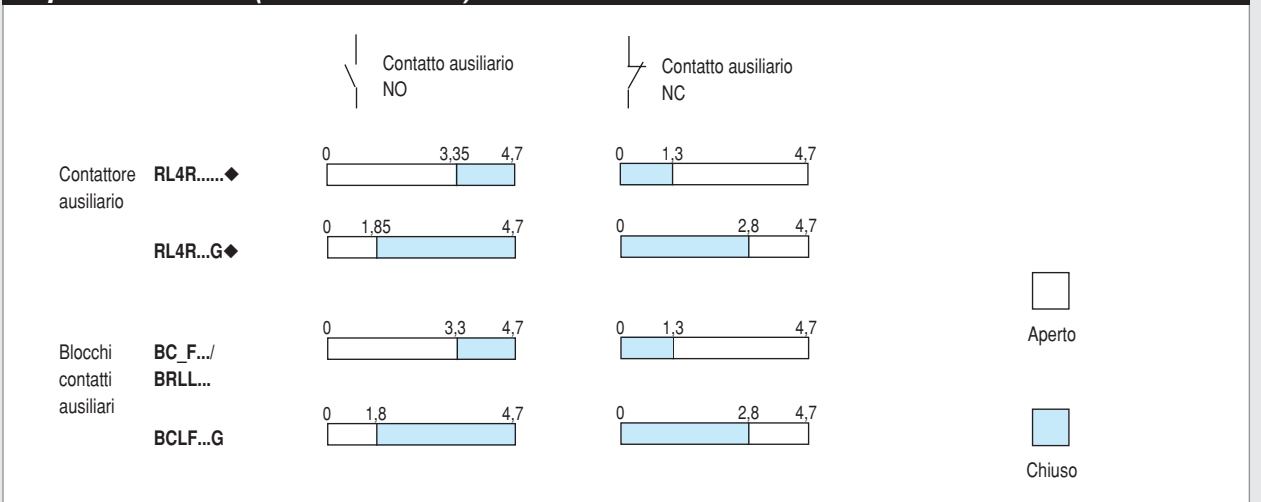 Contatto ausiliario
NO
Contatto ausiliario
NC
0 3,35 4,7
0 1,3 4,7
Contattore RL4R......◆
ausiliario
0 1,85 4,7
0 2,8 4,7
RL4R...G◆
0 3,3 4,7
0 1,3 4,7
Blocchi BC_F.../
contatti BRLL...
ausiliari
0 1,8 4,7
0 2,8 4,7
BCLF...G
Aperto
Chiuso